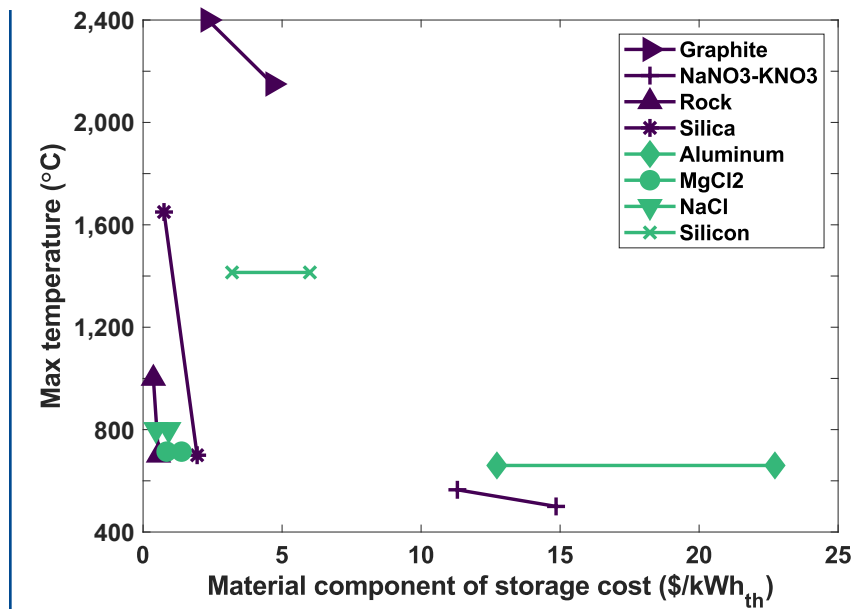 2,400
2,000
1,600
1,200
800
400
Max temperature (°C)
Graphite
NaNO3-KNO3
Rock
Silica
Aluminum
MgCl2
NaCl
Silicon
0 5 10 15 20 25
Material component of storage cost ($/kWh_th)